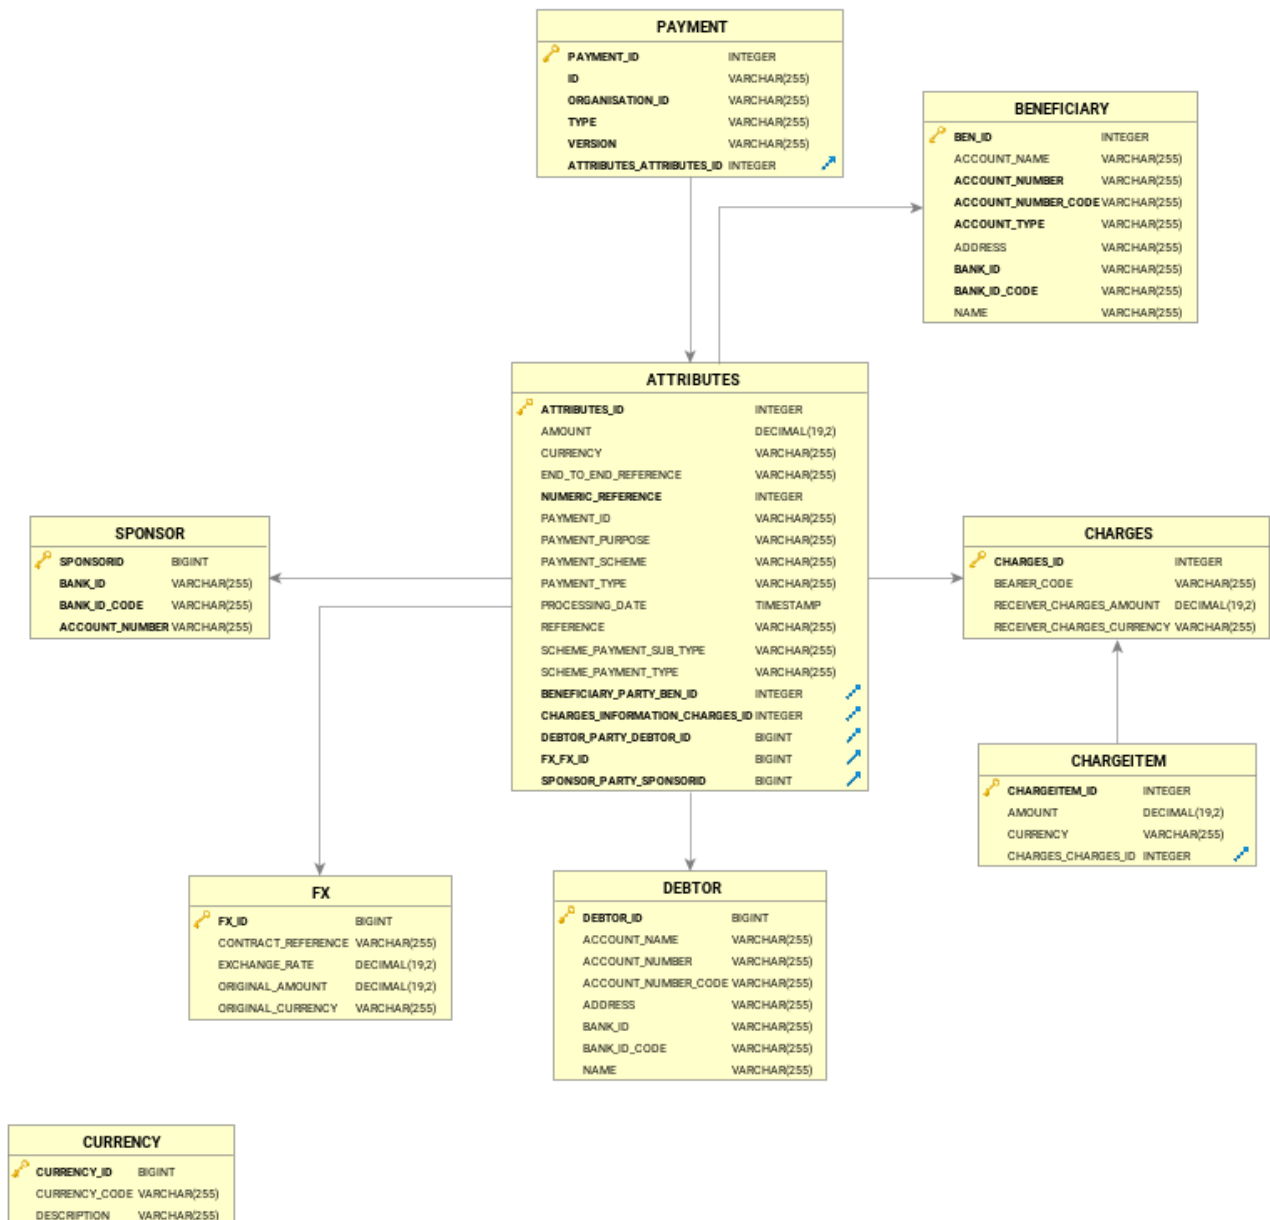 PAYMENT
PAYMENT_ID INTEGER
ID VARCHAR(255)
ORGANISATION_ID VARCHAR(255)
TYPE VARCHAR(255)
VERSION VARCHAR(255)
ATTRIBUTES_ATTRIBUTES_ID INTEGER
BENEFICIARY
BEN_ID INTEGER
ACCOUNT_NAME VARCHAR(255)
ACCOUNT_NUMBER VARCHAR(255)
ACCOUNT_NUMBER_CODE VARCHAR(255)
ACCOUNT_TYPE VARCHAR(255)
ADDRESS VARCHAR(255)
BANK_ID VARCHAR(255)
BANK_ID_CODE VARCHAR(255)
NAME VARCHAR(255)
ATTRIBUTES
ATTRIBUTES_ID INTEGER
AMOUNT DECIMAL(19,2)
CURRENCY VARCHAR(255)
END_TO_END_REFERENCE VARCHAR(255)
NUMERIC_REFERENCE INTEGER
PAYMENT_ID VARCHAR(255)
PAYMENT_PURPOSE VARCHAR(255)
PAYMENT_SCHEME VARCHAR(255)
PAYMENT_TYPE VARCHAR(255)
PROCESSING_DATE TIMESTAMP
REFERENCE VARCHAR(255)
SCHEME_PAYMENT_SUB_TYPE VARCHAR(255)
SCHEME_PAYMENT_TYPE VARCHAR(255)
BENEFICIARY_PARTY_BEN_ID INTEGER
CHARGES_INFORMATION_CHARGES_ID INTEGER
DEBTOR_PARTY_DEBTOR_ID BIGINT
FX_FX_ID BIGINT
SPONSOR_PARTY_SPONSORID BIGINT
SPONSOR
SPONSORID BIGINT
BANK_ID VARCHAR(255)
BANK_ID_CODE VARCHAR(255)
ACCOUNT_NUMBER VARCHAR(255)
CHARGES
CHARGES_ID INTEGER
BEARER_CODE VARCHAR(255)
RECEIVER_CHARGES_AMOUNT DECIMAL(19,2)
RECEIVER_CHARGES_CURRENCY VARCHAR(255)
CHARGEITEM
CHARGEITEM_ID INTEGER
AMOUNT DECIMAL(19,2)
CURRENCY VARCHAR(255)
CHARGES_CHARGES_ID INTEGER
FX
FX_ID BIGINT
CONTRACT_REFERENCE VARCHAR(255)
EXCHANGE_RATE DECIMAL(19,2)
ORIGINAL_AMOUNT DECIMAL(19,2)
ORIGINAL_CURRENCY VARCHAR(255)
DEBTOR
DEBTOR_ID BIGINT
ACCOUNT_NAME VARCHAR(255)
ACCOUNT_NUMBER VARCHAR(255)
ACCOUNT_NUMBER_CODE VARCHAR(255)
ADDRESS VARCHAR(255)
BANK_ID VARCHAR(255)
BANK_ID_CODE VARCHAR(255)
NAME VARCHAR(255)
CURRENCY
CURRENCY_ID BIGINT
CURRENCY_CODE VARCHAR(255)
DESCRIPTION VARCHAR(255)